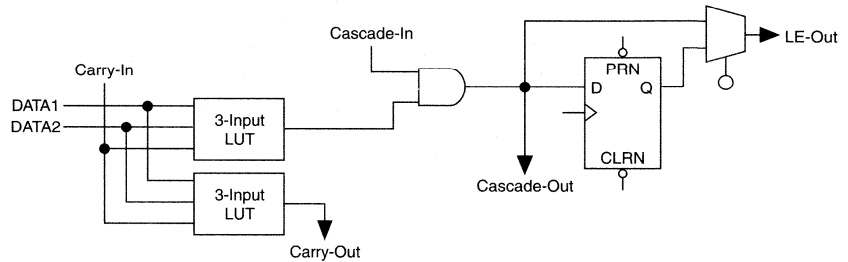 Cascade-In
LE-Out
Carry-In
PRN
D
Q
DATA1
DATA2
3-Input
LUT
CLRN
Cascade-Out
3-Input
LUT
Carry-Out